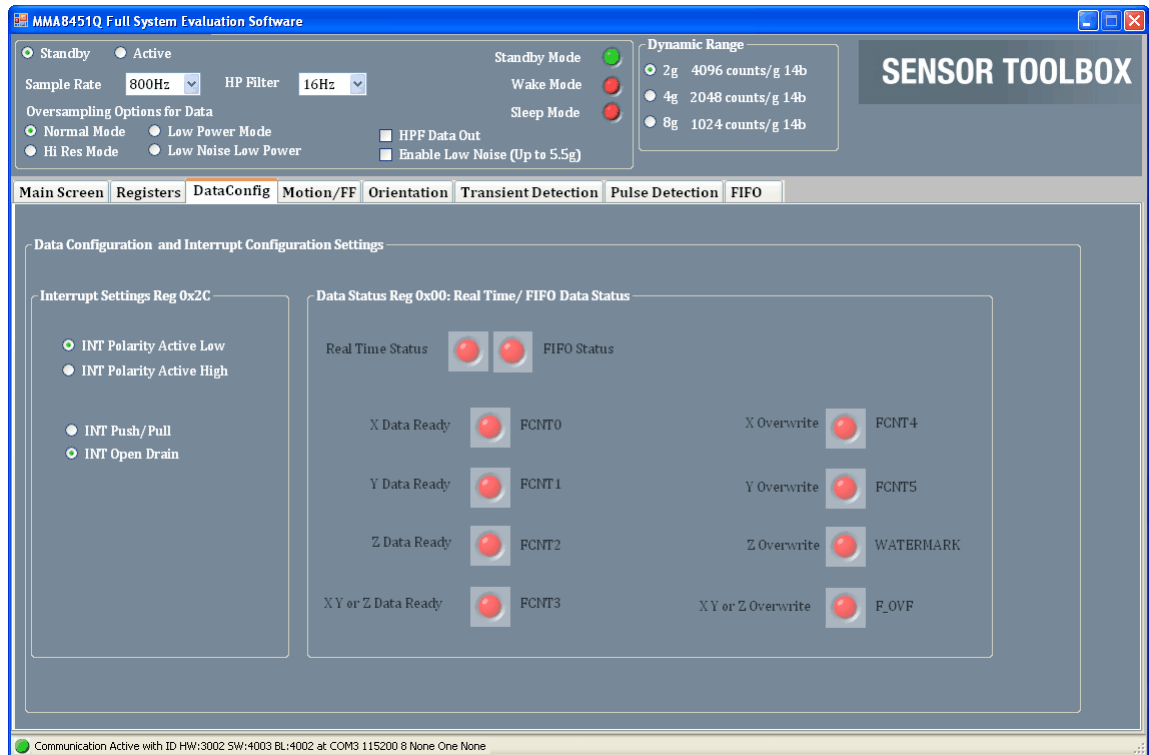 MMA8451Q Full System Evaluation Software
Standby Active
Standby Mode
Sample Rate 800Hz HP Filter 16Hz
Wake Mode
Oversampling Options for Data
Sleep Mode
Normal Mode Low Power Mode
HPF Data Out
Hi Res Mode Low Noise Low Power
Enable Low Noise (Up to 5.5g)
Dynamic Range
2g 4096 counts/g 14b
4g 2048 counts/g 14b
8g 1024 counts/g 14b
SENSOR TOOLBOX
Main Screen Registers DataConfig Motion/FF Orientation Transient Detection Pulse Detection FIFO
Data Configuration and Interrupt Configuration Settings
Interrupt Settings Reg 0x2C
INT Polarity Active Low
INT Polarity Active High
INT Push/Pull
INT Open Drain
Data Status Reg 0x00: Real Time/ FIFO Data Status
Real Time Status FIFO Status
X Data Ready FCNT0 X Overwrite FCNT4
Y Data Ready FCNT1 Y Overwrite FCNT5
Z Data Ready FCNT2 Z Overwrite WATERMARK
X Y or Z Data Ready FCNT3 X Y or Z Overwrite F_OVF
Communication Active with ID HW:3002 SW:4003 BL:4002 at COM3 115200 8 None One None